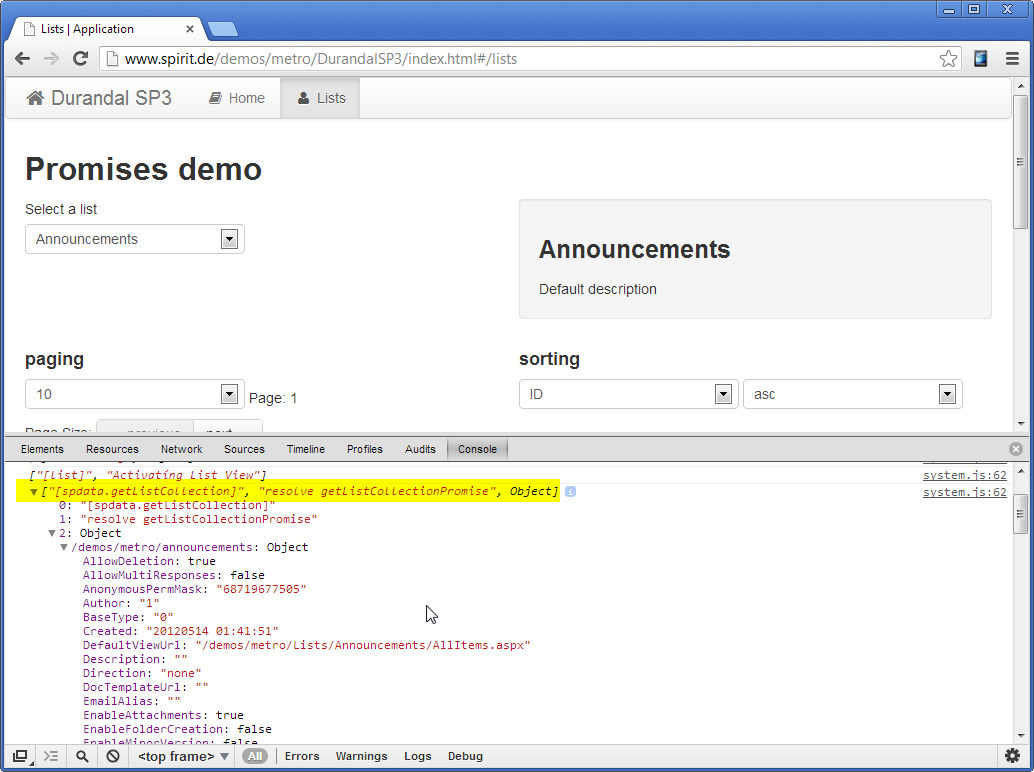 Lists | Application
www.spirit.de/demos/metro/DurandalSP3/index.html#/lists
Durandal SP3 Home Lists
Promises demo
Select a list
Announcements
Announcements
Default description
paging
10 Page: 1
sorting
ID asc
Page Size: previous next
Elements Resources Network Sources Timeline Profiles Audits Console
["[list]", "Activating List View"] system.js:62
["[spdata.getListCollection]", "resolve getListCollectionPromise", Object] system.js:62
0: "[spdata.getListCollection]"
1: "resolve getListCollectionPromise"
2: Object
/demos/metro/announcements: Object
AllowDeletion: true
AllowMultiResponses: false
AnonymousPermMask: "68719677505"
Author: "1"
BaseType: "0"
Created: "20120514 01:41:51"
DefaultViewUrl: "/demos/metro/Lists/Announcements/AllItems.aspx"
Description: ""
Direction: "none"
DocTemplateUrl: ""
EmailAlias: ""
EnableAttachments: true
EnableFolderCreation: false
EnableMinorVersion: false
<top frame> All Errors Warnings Logs Debug